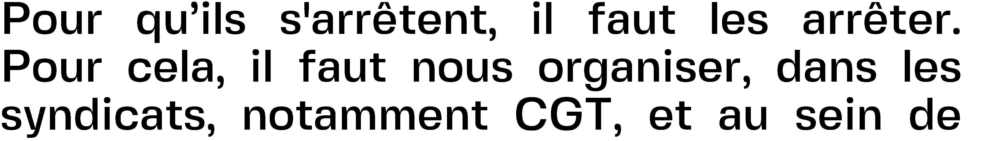 Pour qu’ils s'arrêtent, il faut les arrêter.
Pour cela, il faut nous organiser, dans les
syndicats, notamment CGT, et au sein de